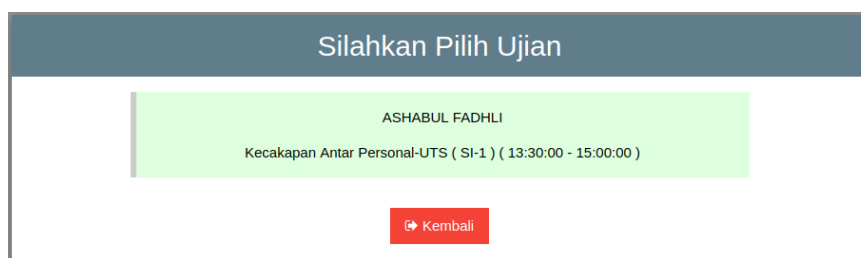 Silahkan Pilih Ujian
ASHABUL FADHLI
Kecakapan Antar Personal-UTS ( SI-1 ) ( 13:30:00 - 15:00:00 )
Kembali